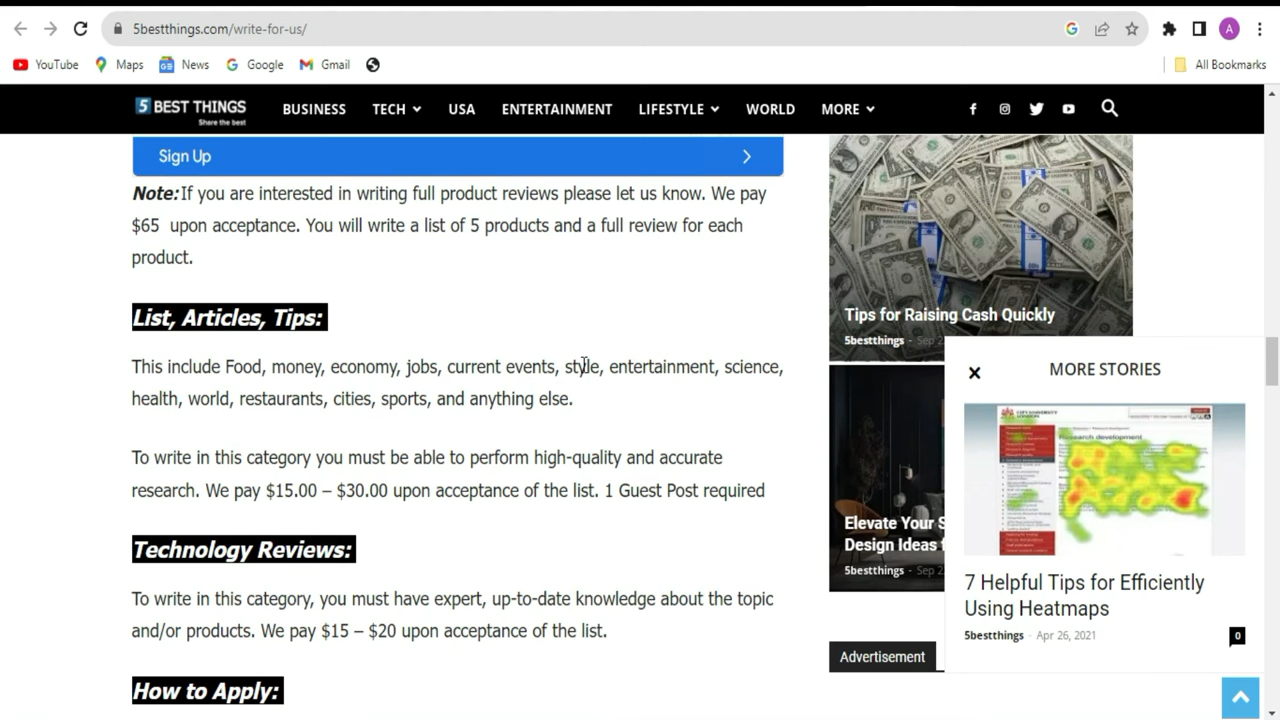 5bestthings.com/write-for-us/
A
YouTube
Maps
News
Google
Gmail
All Bookmarks
5 BEST THINGS
Share the best
BUSINESS
TECH
USA
ENTERTAINMENT
LIFESTYLE
WORLD
MORE
Sign Up
Note: If you are interested in writing full product reviews please let us know. We pay
$65 upon acceptance. You will write a list of 5 products and a full review for each
product.
List, Articles, Tips:
This include Food, money, economy, jobs, current events, style, entertainment, science,
health, world, restaurants, cities, sports, and anything else.
To write in this category you must be able to perform high-quality and accurate
research. We pay $15.00 – $30.00 upon acceptance of the list. 1 Guest Post required
Technology Reviews:
To write in this category, you must have expert, up-to-date knowledge about the topic
and/or products. We pay $15 – $20 upon acceptance of the list.
How to Apply:
Tips for Raising Cash Quickly
5bestthings - Sep 2
Elevate Your S
Design Ideas f
5bestthings - Sep 2
Advertisement
MORE STORIES
CITY UNIVERSITY
LONDON
Research development
7 Helpful Tips for Efficiently
Using Heatmaps
5bestthings - Apr 26, 2021
0